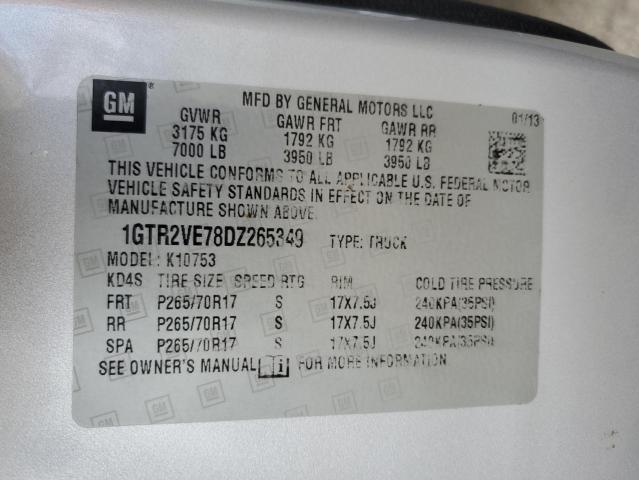 GM
MFD BY GENERAL MOTORS LLC
01/13
GVWR GAWR FRT GAWR RR
3175 KG 1792 KG 1792 KG
7000 LB 3950 LB 3950 LB
THIS VEHICLE CONFORMS TO ALL APPLICABLE U.S. FEDERAL MOTOR
VEHICLE SAFETY STANDARDS IN EFFECT ON THE DATE OF
MANUFACTURE SHOWN ABOVE.
1GTR2VE78DZ265349 TYPE: TRUCK
MODEL: K10753
KD4S TIRE SIZE SPEED RTG RIM COLD TIRE PRESSURE
FRT P265/70R17 S 17X7.5J 240KPA(35PSI)
RR P265/70R17 S 17X7.5J 240KPA(35PSI)
SPA P265/70R17 S 17X7.5J 240KPA(35PSI)
SEE OWNER'S MANUAL i FOR MORE INFORMATION.